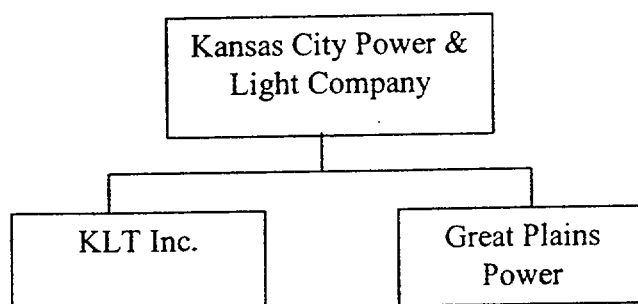 Kansas City Power &
Light Company
KLT Inc.
Great Plains
Power